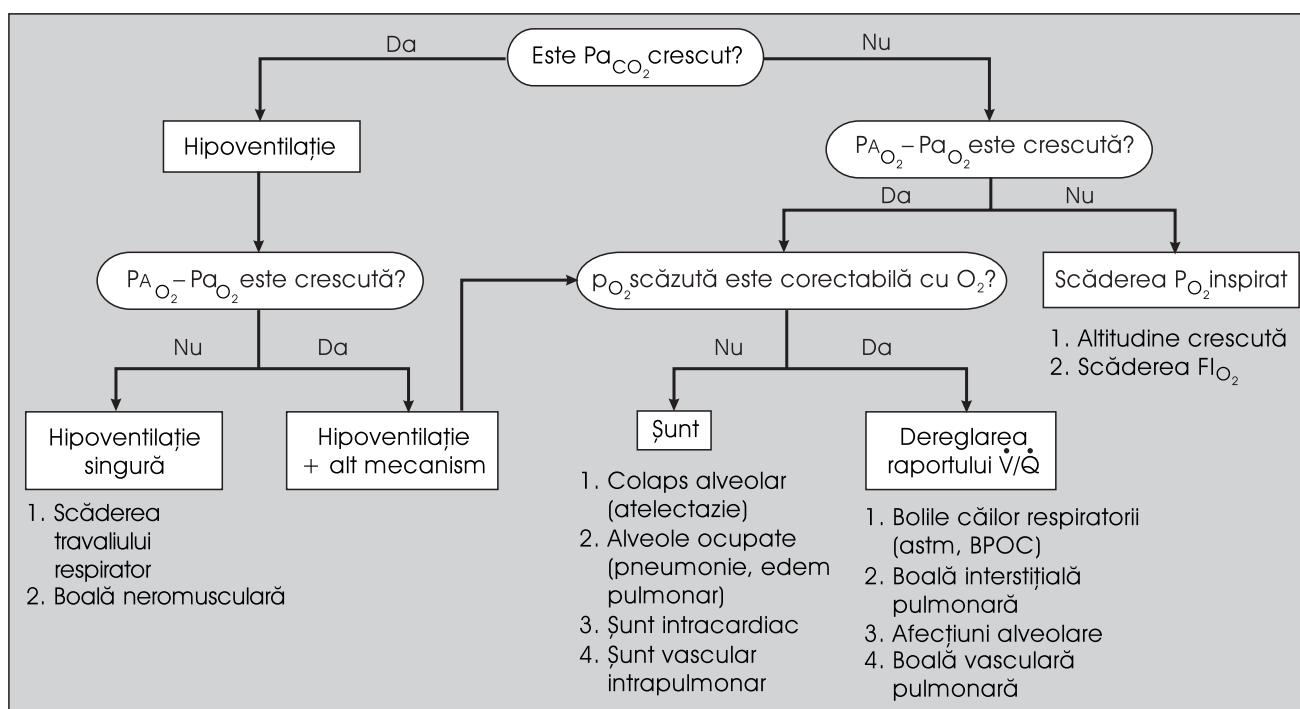 Este PaCO2 crescut?
Da
Nu
Hipoventilație
PAO2 – PaO2 este crescută?
Da
Nu
PAO2 – PaO2 este crescută?
pO2 scăzută este corectabilă cu O2?
Scăderea PO2 inspirat
1. Altitudine crescută
2. Scăderea FIO2
Nu
Da
Nu
Da
Hipoventilație
singură
Hipoventilație
+ alt mecanism
Șunt
Dereglarea
raportului V̇/Q̇
1. Scăderea
travaliului
respirator
2. Boală neromusculară
1. Colaps alveolar
(atelectazie)
2. Alveole ocupate
(pneumonie, edem
pulmonar)
3. Șunt intracardiac
4. Șunt vascular
intrapulmonar
1. Bolile căilor respiratorii
(astm, BPOC)
2. Boală interstițială
pulmonară
3. Afecțiuni alveolare
4. Boală vasculară
pulmonară